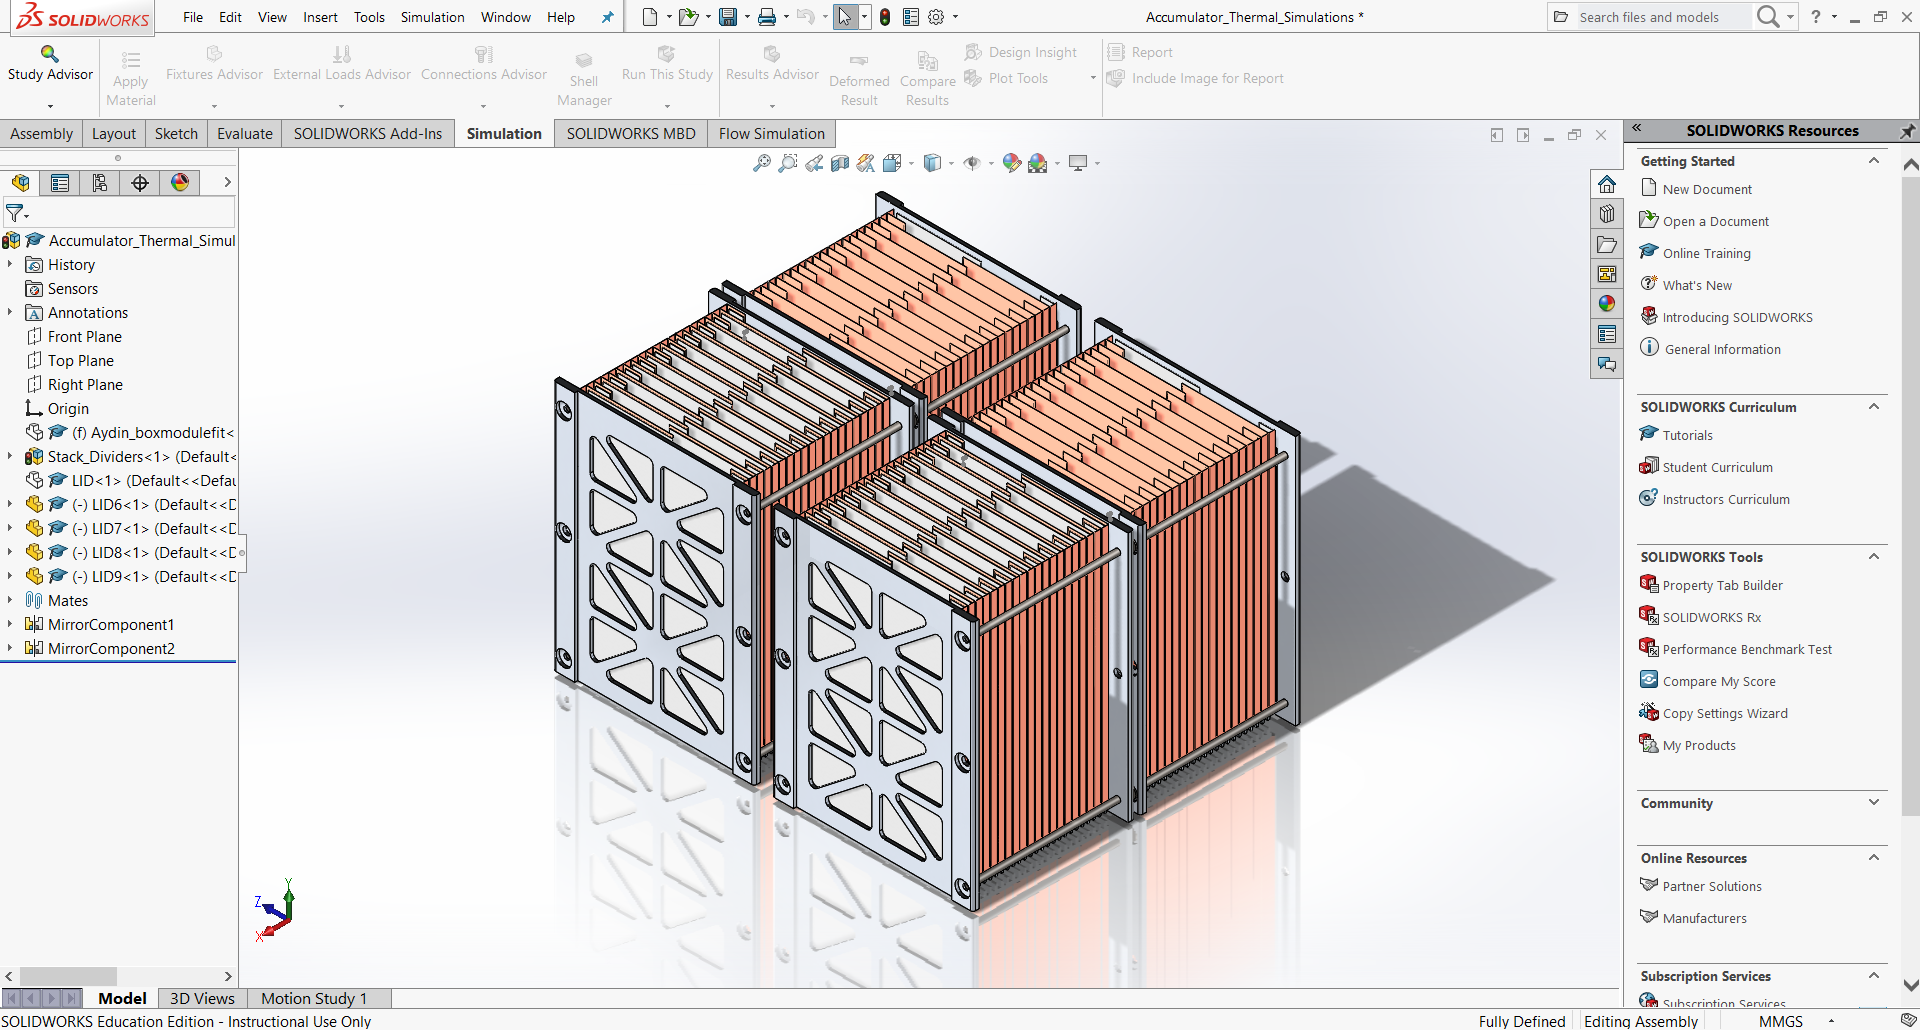 SOLIDWORKS File Edit View Insert Tools Simulation Window Help Accumulator_Thermal_Simulations * Search files and models ?
Study Advisor Apply Material Fixtures Advisor External Loads Advisor Connections Advisor Shell Manager Run This Study Results Advisor Deformed Result Compare Results Design Insight Plot Tools Report Include Image for Report
Assembly Layout Sketch Evaluate SOLIDWORKS Add-Ins Simulation SOLIDWORKS MBD Flow Simulation
Accumulator_Thermal_Simul
History
Sensors
Annotations
Front Plane
Top Plane
Right Plane
Origin
(f) Aydin_boxmodulefit<
Stack_Dividers<1> (Default<
LID<1> (Default<<Defau
(-) LID6<1> (Default<<D
(-) LID7<1> (Default<<D
(-) LID8<1> (Default<<D
(-) LID9<1> (Default<<D
Mates
MirrorComponent1
MirrorComponent2
Y
Z
X
SOLIDWORKS Resources
Getting Started
New Document
Open a Document
Online Training
What's New
Introducing SOLIDWORKS
General Information
SOLIDWORKS Curriculum
Tutorials
Student Curriculum
Instructors Curriculum
SOLIDWORKS Tools
Property Tab Builder
SOLIDWORKS Rx
Performance Benchmark Test
Compare My Score
Copy Settings Wizard
My Products
Community
Online Resources
Partner Solutions
Manufacturers
Subscription Services
Subscription Services
Model 3D Views Motion Study 1
SOLIDWORKS Education Edition - Instructional Use Only Fully Defined Editing Assembly MMGS